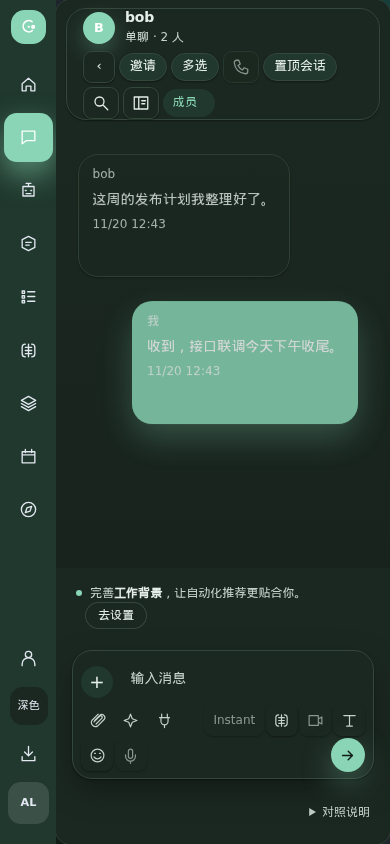 B
bob
单聊 · 2 人
‹ 邀请 多选 置顶会话
成员
bob
这周的发布计划我整理好了。
11/20 12:43
我
收到，接口联调今天下午收尾。
11/20 12:43
完善工作背景，让自动化推荐更贴合你。
去设置
输入消息
Instant
深色
AL
▶ 对照说明